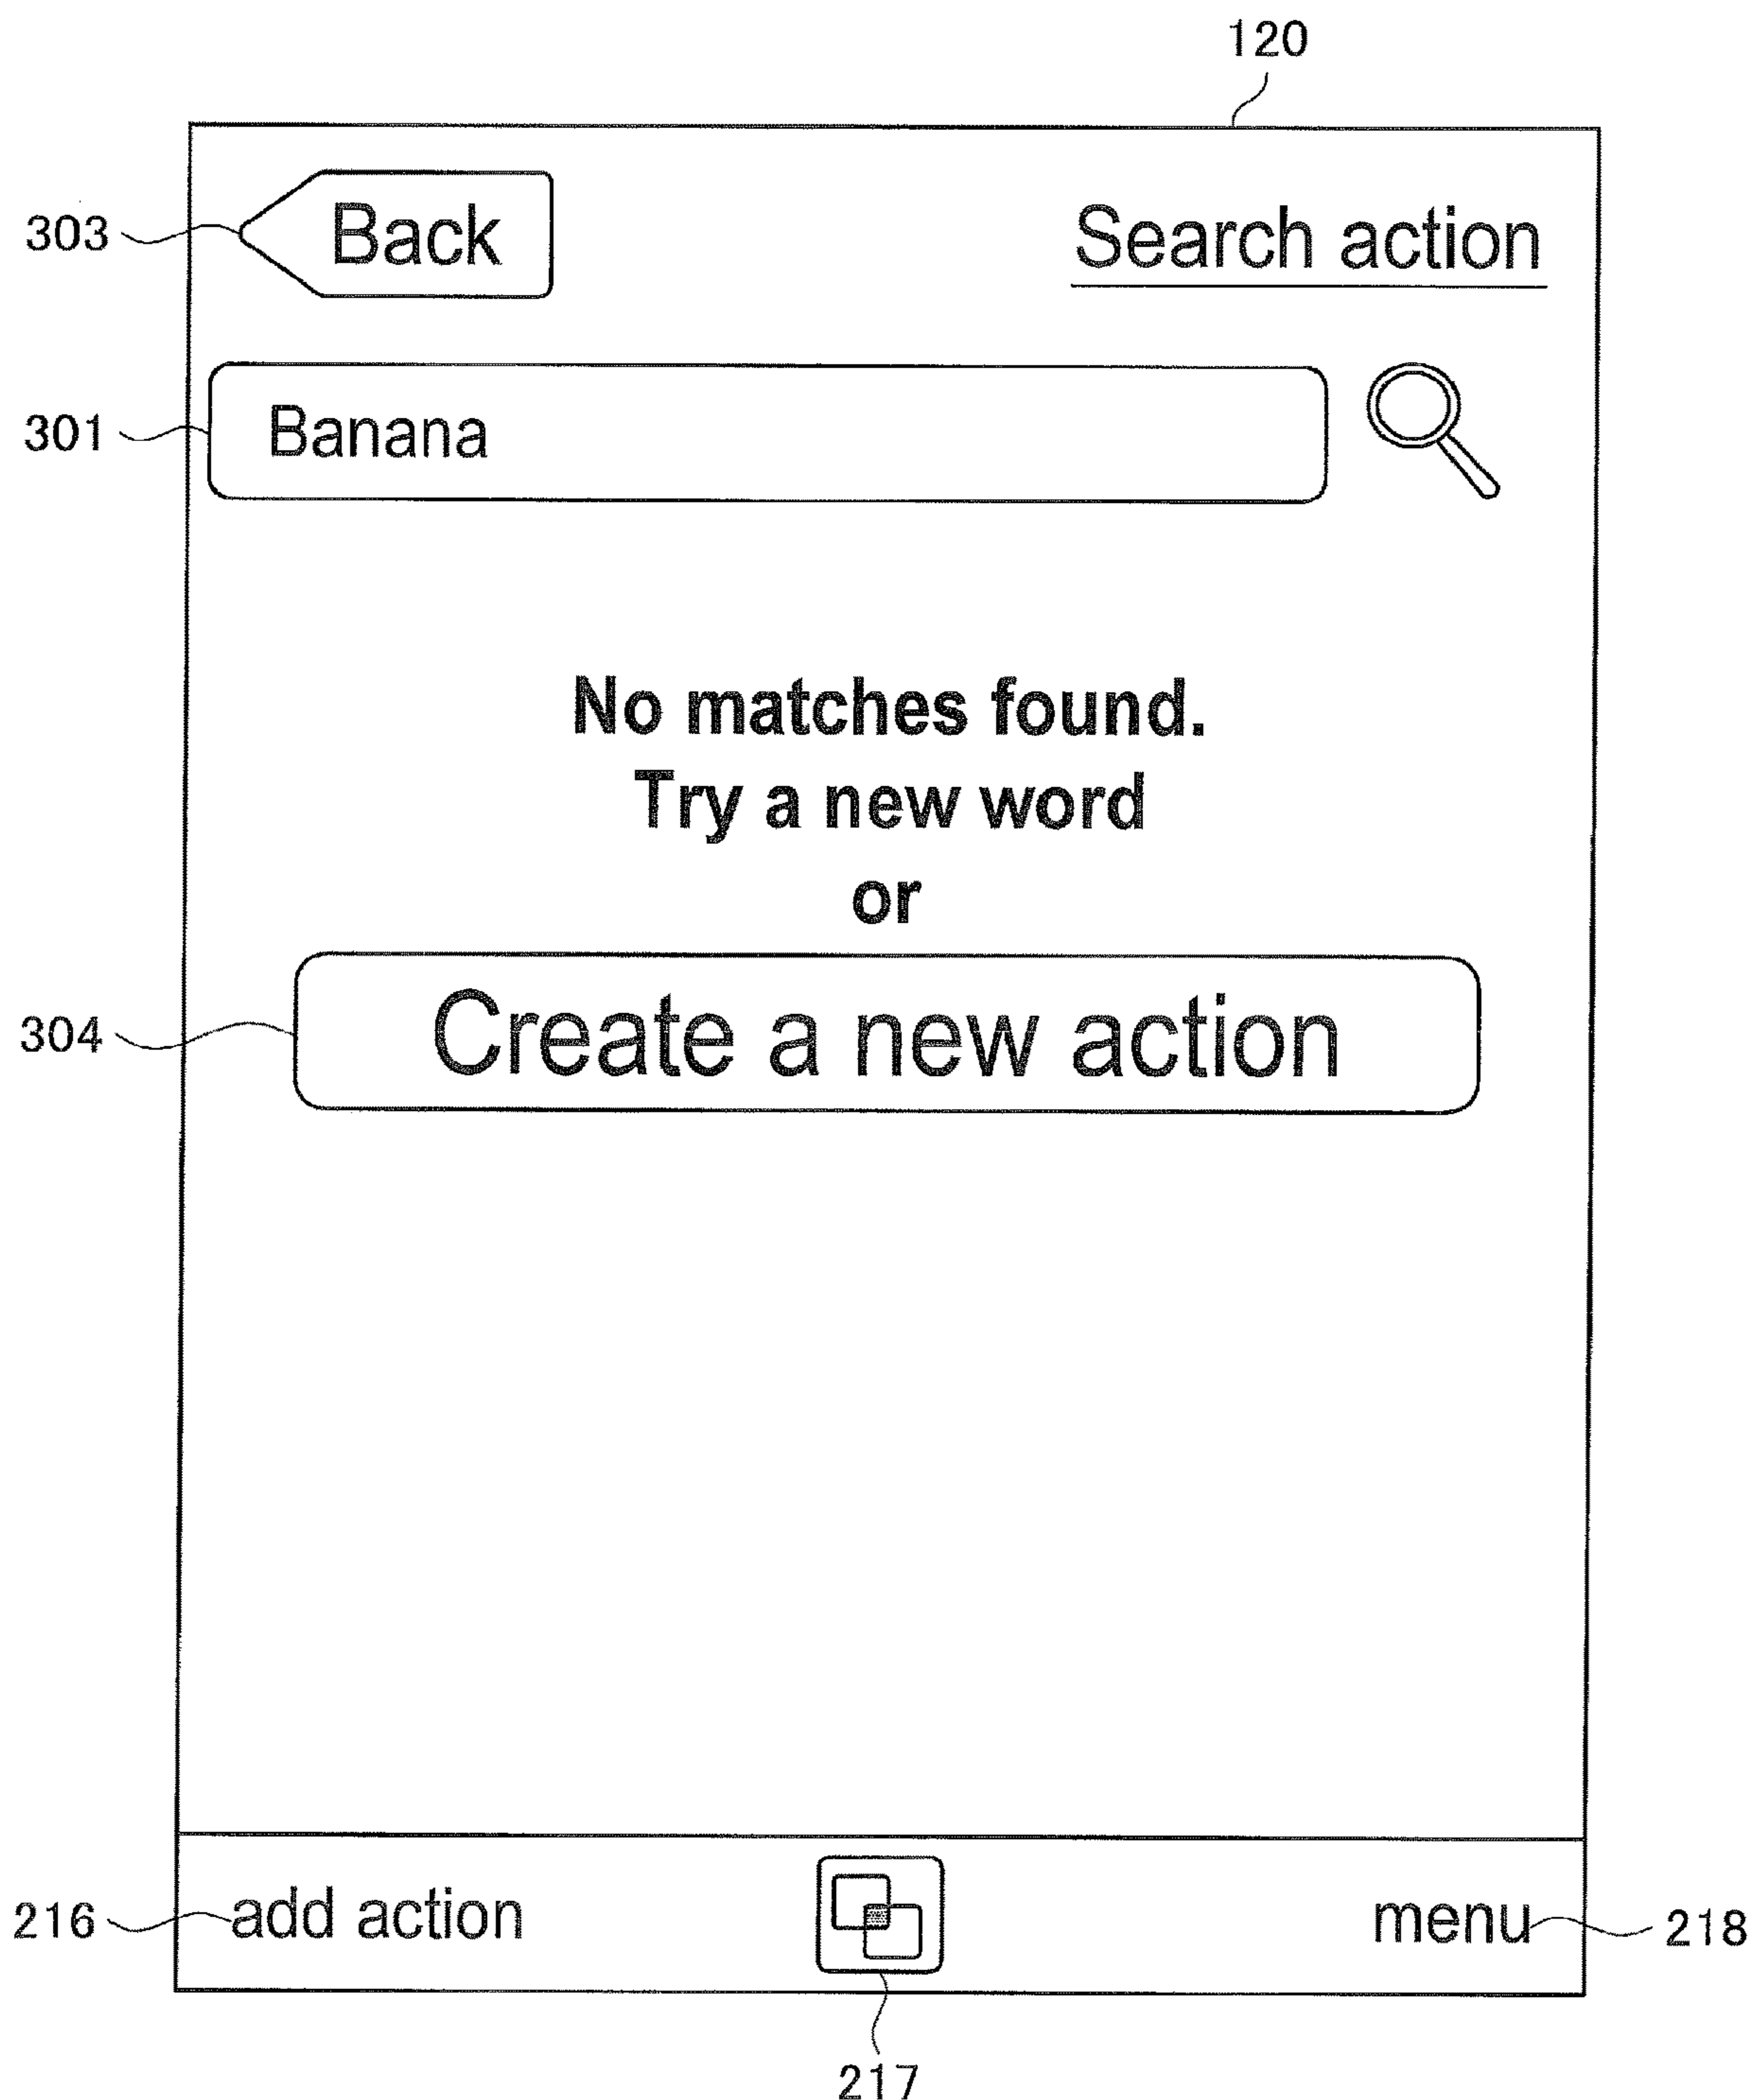 120
303 Back Search action
301 Banana
No matches found.
Try a new word
or
304 Create a new action
216 add action menu 218
217